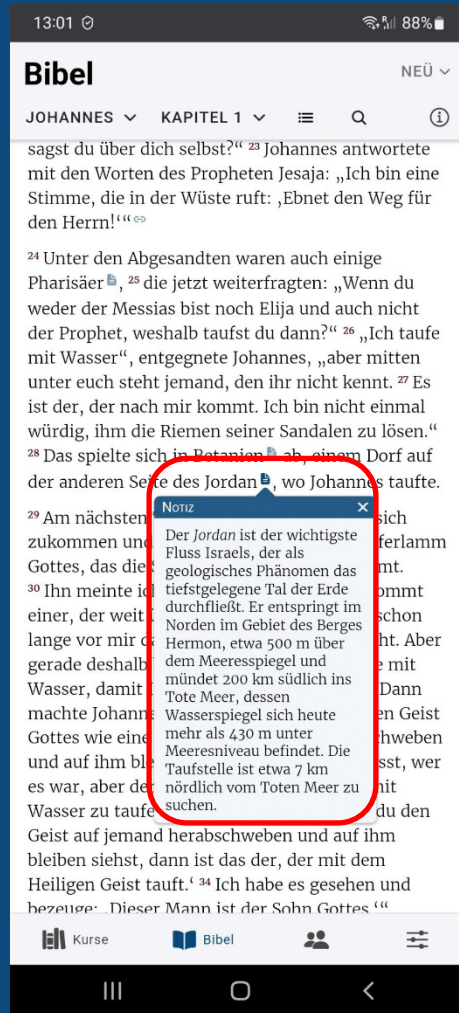 13:01 88%
Bibel NEÜ
JOHANNES KAPITEL 1
sagst du über dich selbst?“ 23 Johannes antwortete
mit den Worten des Propheten Jesaja: „Ich bin eine
Stimme, die in der Wüste ruft: ‚Ebnet den Weg für
den Herrn!‘“
24 Unter den Abgesandten waren auch einige
Pharisäer, 25 die jetzt weiterfragten: „Wenn du
weder der Messias bist noch Elija und auch nicht
der Prophet, weshalb taufst du dann?“ 26 „Ich taufe
mit Wasser“, entgegnete Johannes, „aber mitten
unter euch steht jemand, den ihr nicht kennt. 27 Es
ist der, der nach mir kommt. Ich bin nicht einmal
würdig, ihm die Riemen seiner Sandalen zu lösen.“
28 Das spielte sich in Betanien ab, einem Dorf auf
der anderen Seite des Jordan, wo Johannes taufte.
29 Am nächsten sich
zukommen und ferlamm
Gottes, das die mt.
30 Ihn meinte ommt
einer, der weit schon
lange vor mir ht. Aber
gerade deshalb e mit
Wasser, damit Dann
machte Johann en Geist
Gottes wie eine chweben
und auf ihm sst, wer
es war, aber mit
Wasser zu taufe du den
Geist auf jemand herabschweben und auf ihm
bleiben siehst, dann ist das der, der mit dem
Heiligen Geist tauft.‘ 34 Ich habe es gesehen und
bezeuge: ‚Dieser Mann ist der Sohn Gottes.‘“
NOTIZ
Der Jordan ist der wichtigste
Fluss Israels, der als
geologisches Phänomen das
tiefstgelegene Tal der Erde
durchfließt. Er entspringt im
Norden im Gebiet des Berges
Hermon, etwa 500 m über
dem Meeresspiegel und
mündet 200 km südlich ins
Tote Meer, dessen
Wasserspiegel sich heute
mehr als 430 m unter
Meeresniveau befindet. Die
Taufstelle ist etwa 7 km
nördlich vom Toten Meer zu
suchen.
Kurse Bibel